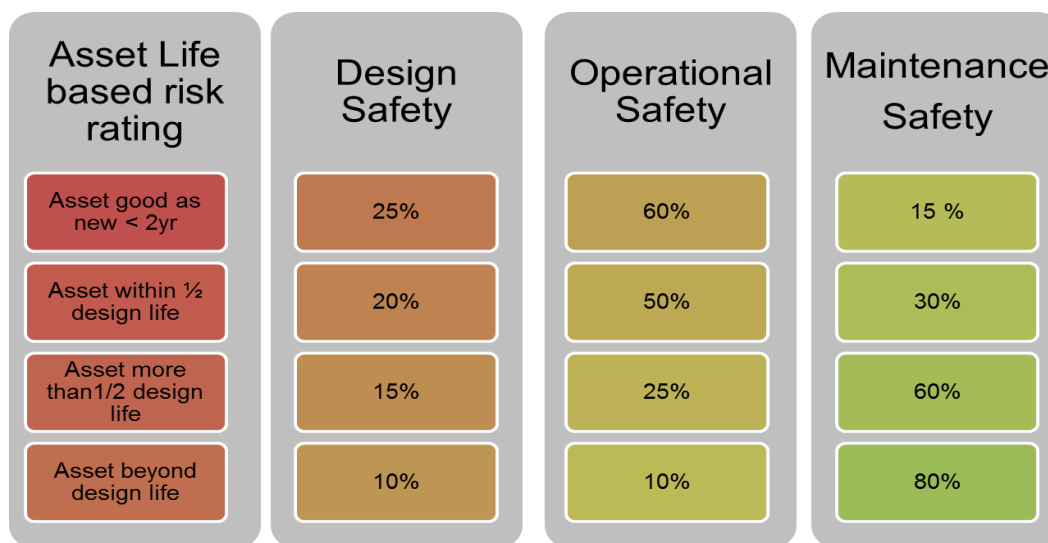 Asset Life
based risk
rating
Design
Safety
Operational
Safety
Maintenance
Safety
Asset good as
new < 2yr
25%
60%
15 %
Asset within ½
design life
20%
50%
30%
Asset more
than1/2 design
life
15%
25%
60%
Asset beyond
design life
10%
10%
80%